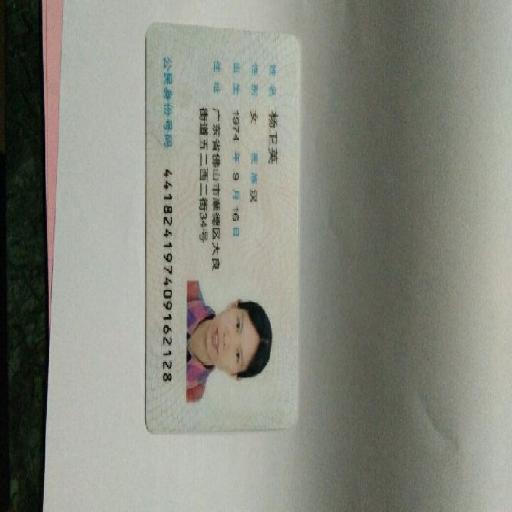 姓名 杨卫英
性别 女 民族 汉
出生 1974 年 9 月 16 日
住址 广东省佛山市顺德区大良
街道五二西二街34号
公民身份号码 441824197409162128